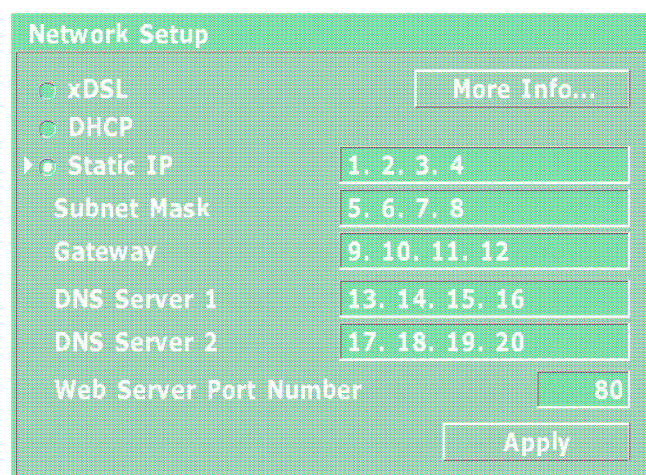 Network Setup
xDSL
More Info...
DHCP
Static IP 1. 2. 3. 4
Subnet Mask 5. 6. 7. 8
Gateway 9. 10. 11. 12
DNS Server 1 13. 14. 15. 16
DNS Server 2 17. 18. 19. 20
Web Server Port Number 80
Apply